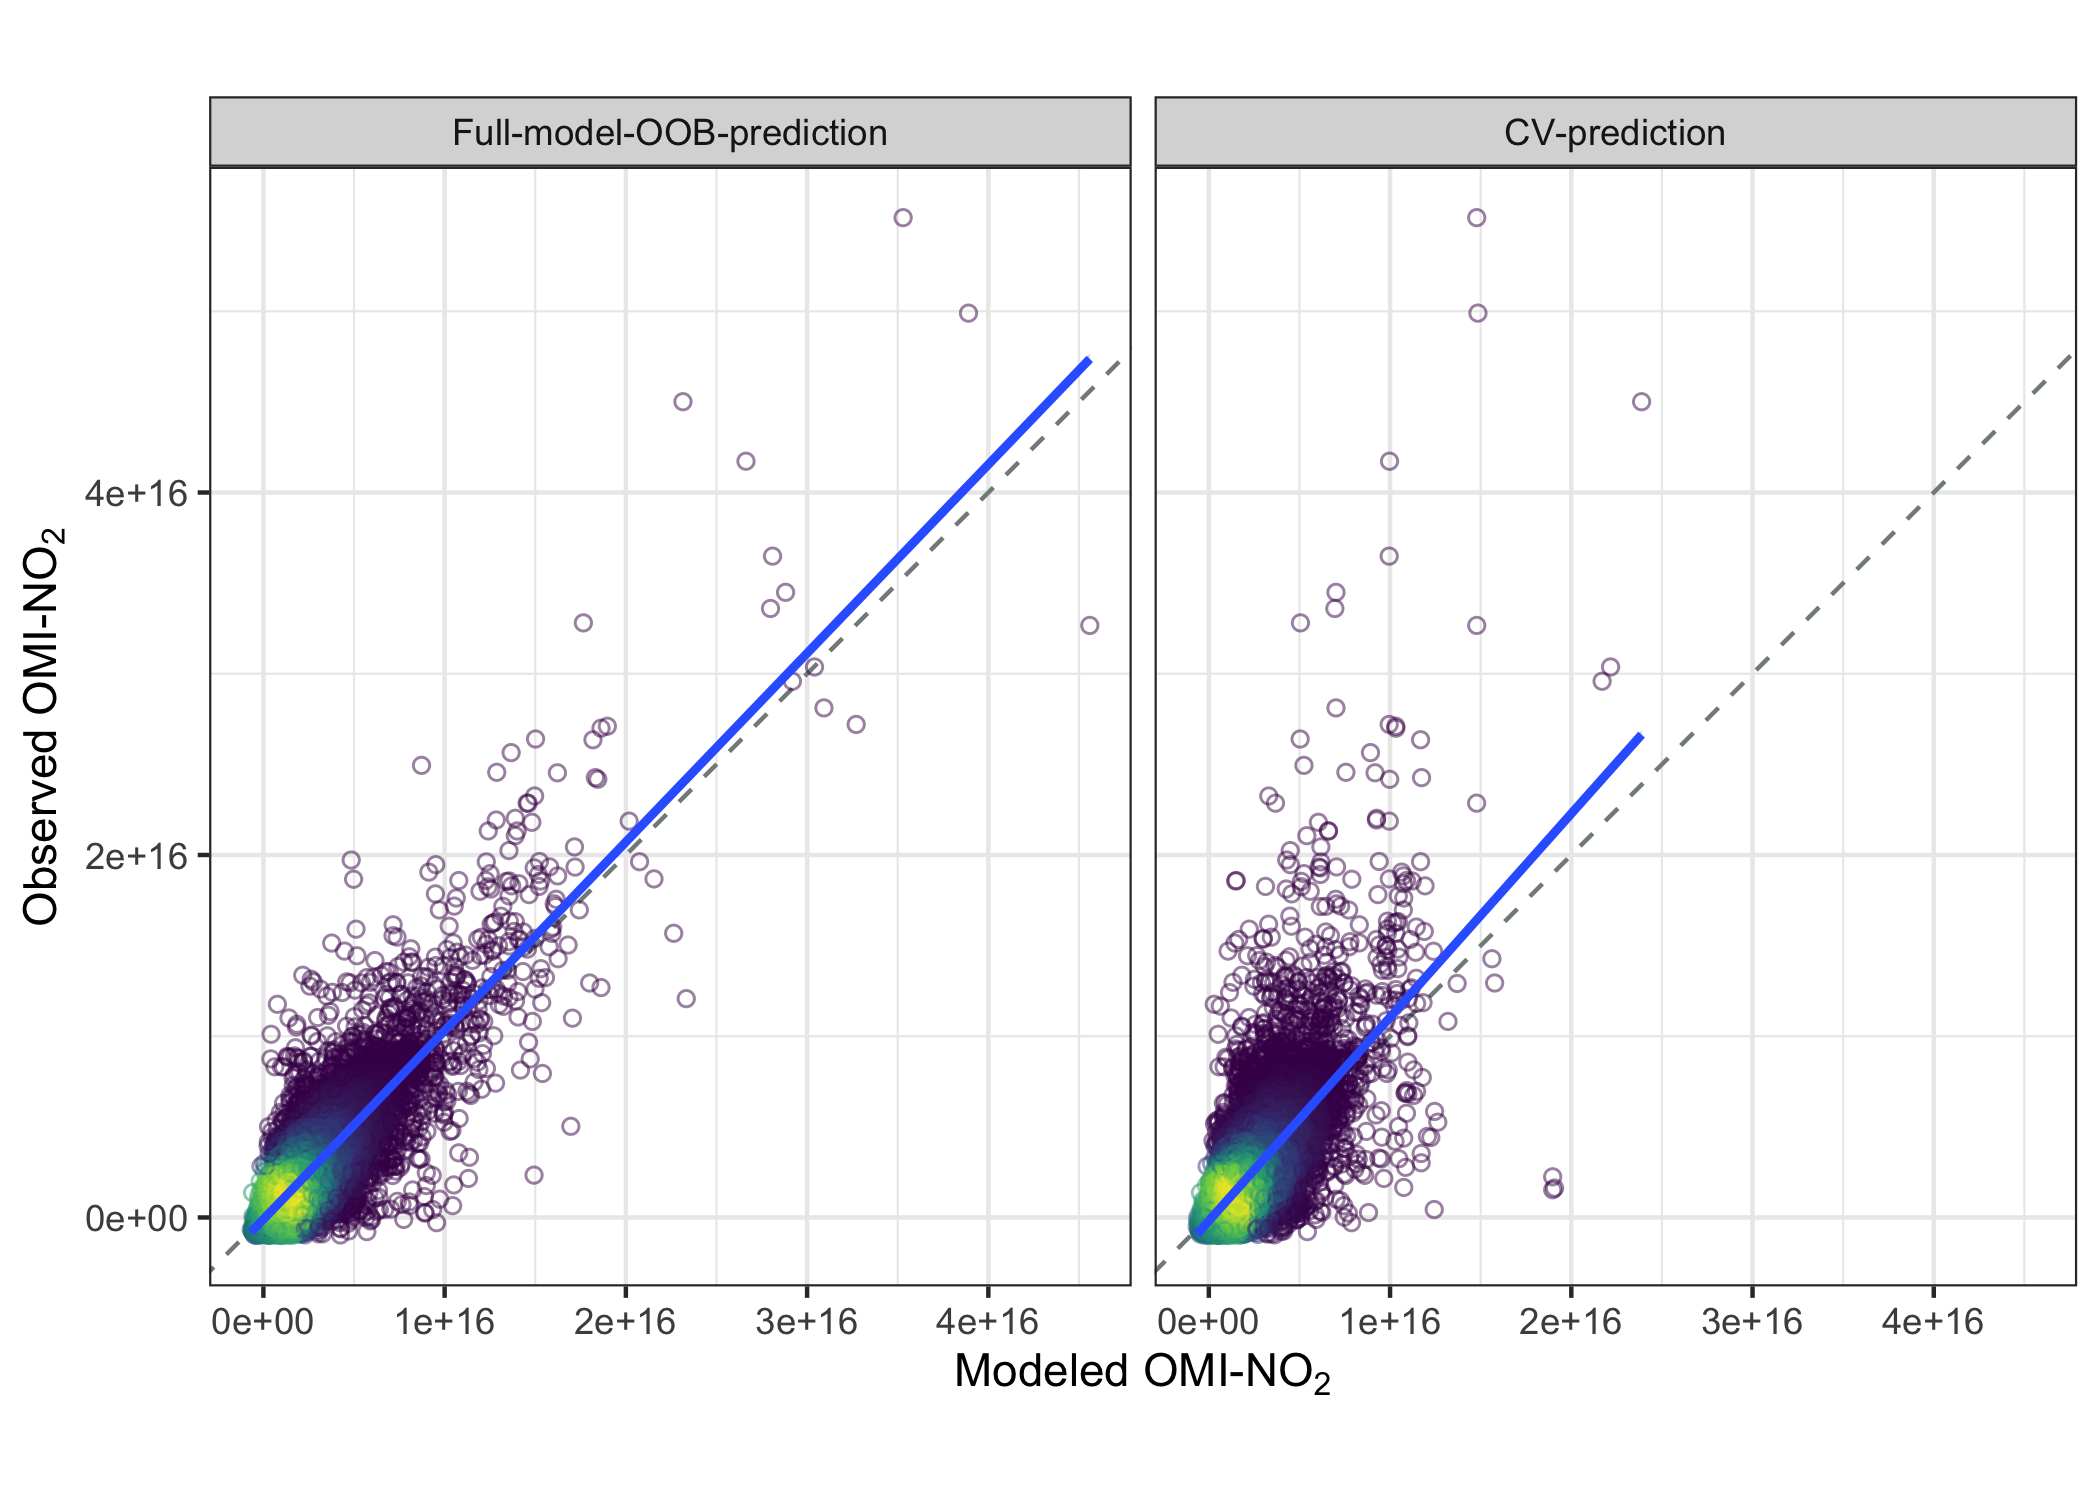 Full-model-OOB-prediction
CV-prediction
Observed OMI-NO₂
4e+16
2e+16
0e+00
0e+00 1e+16 2e+16 3e+16 4e+16
0e+00 1e+16 2e+16 3e+16 4e+16
Modeled OMI-NO₂